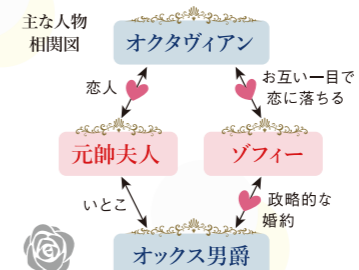 主な人物
相関図
オクタヴィアン
恋人
お互い一目で
恋に落ちる
元帥夫人
ゾフィー
いとこ
政略的な
婚約
オックス男爵